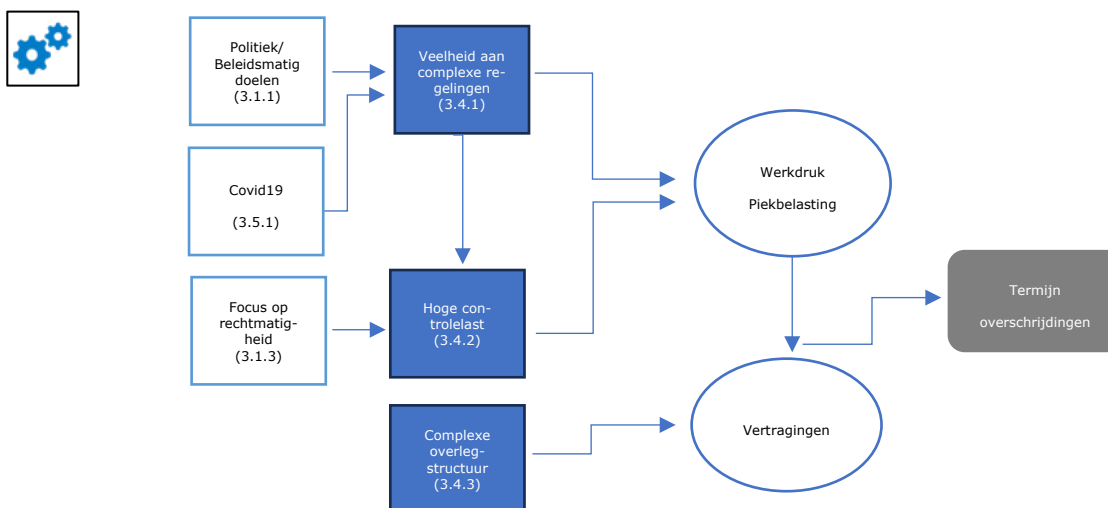 Politiek/
Beleidsmatig
doelen
(3.1.1)
Veelheid aan
complexe re-
gelingen
(3.4.1)
Covid19
(3.5.1)
Werkdruk
Piekbelasting
Focus op
rechtmatig-
heid
(3.1.3)
Hoge con-
trolelast
(3.4.2)
Termijn
overschrijdingen
Complexe
overleg-
structuur
(3.4.3)
Vertragingen